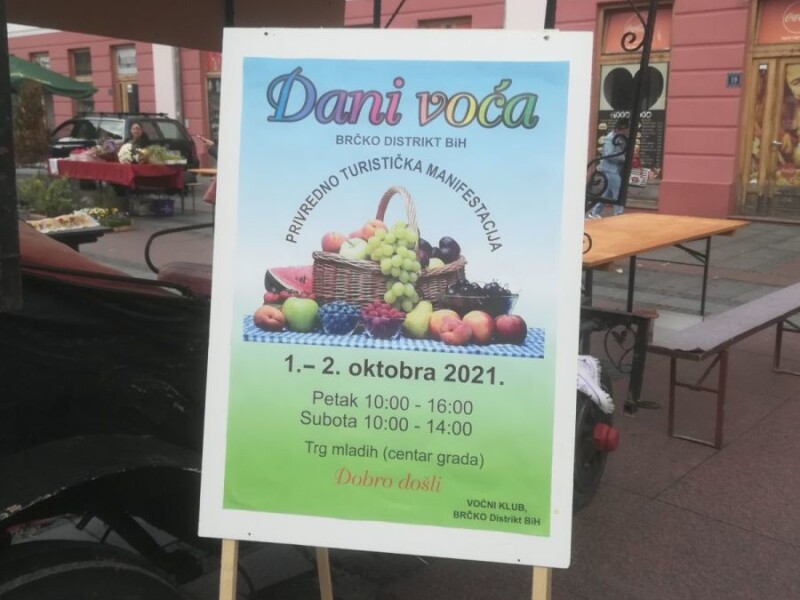 Dani voća
BRČKO DISTRIKT BiH
PRIVREDNO TURISTIČKA MANIFESTACIJA
1.– 2. oktobra 2021.
Petak 10:00 - 16:00
Subota 10:00 - 14:00
Trg mladih (centar grada)
Dobro došli
VOĆNI KLUB,
BRČKO Distrikt BiH